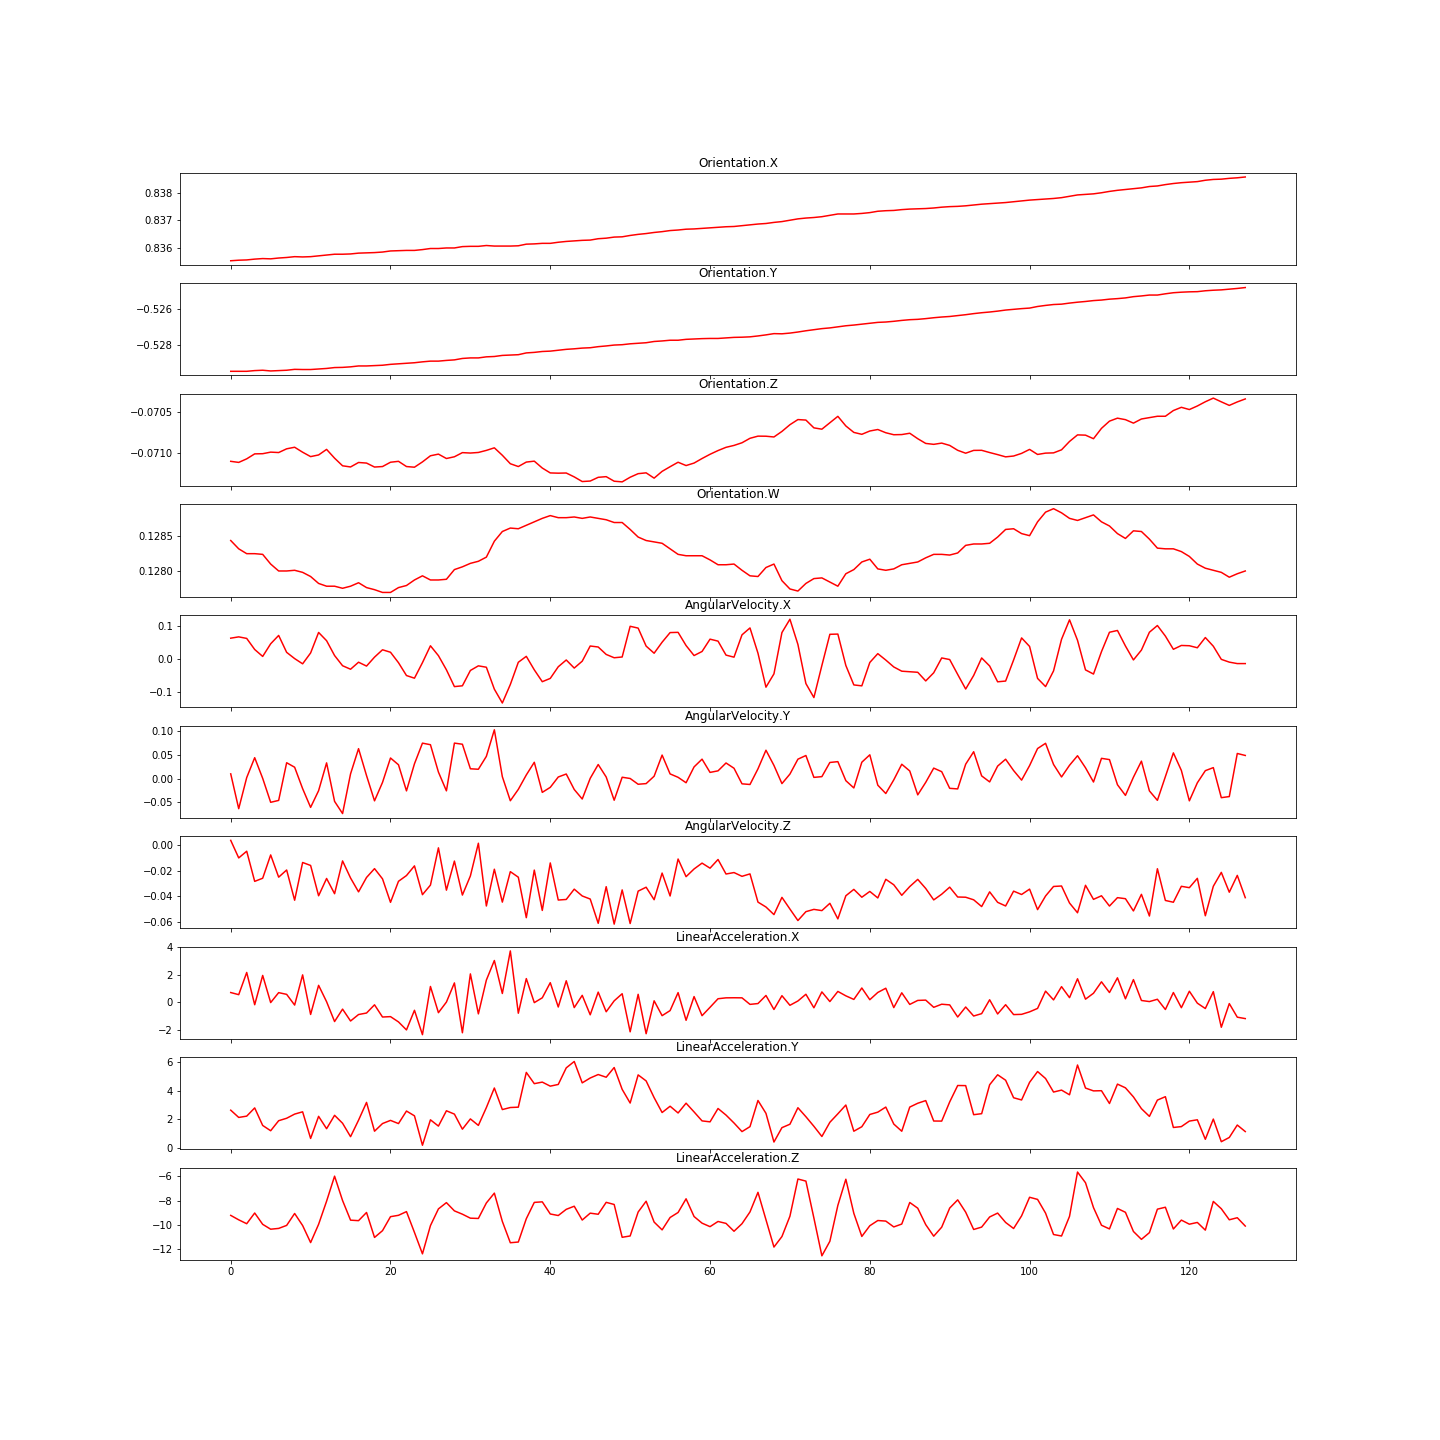 Orientation.X
0.838
0.837
0.836
Orientation.Y
−0.526
−0.528
Orientation.Z
−0.0705
−0.0710
Orientation.W
0.1285
0.1280
AngularVelocity.X
0.1
0.0
−0.1
AngularVelocity.Y
0.10
0.05
0.00
−0.05
AngularVelocity.Z
0.00
−0.02
−0.04
−0.06
LinearAcceleration.X
4
2
0
−2
LinearAcceleration.Y
6
4
2
0
LinearAcceleration.Z
−6
−8
−10
−12
0 20 40 60 80 100 120